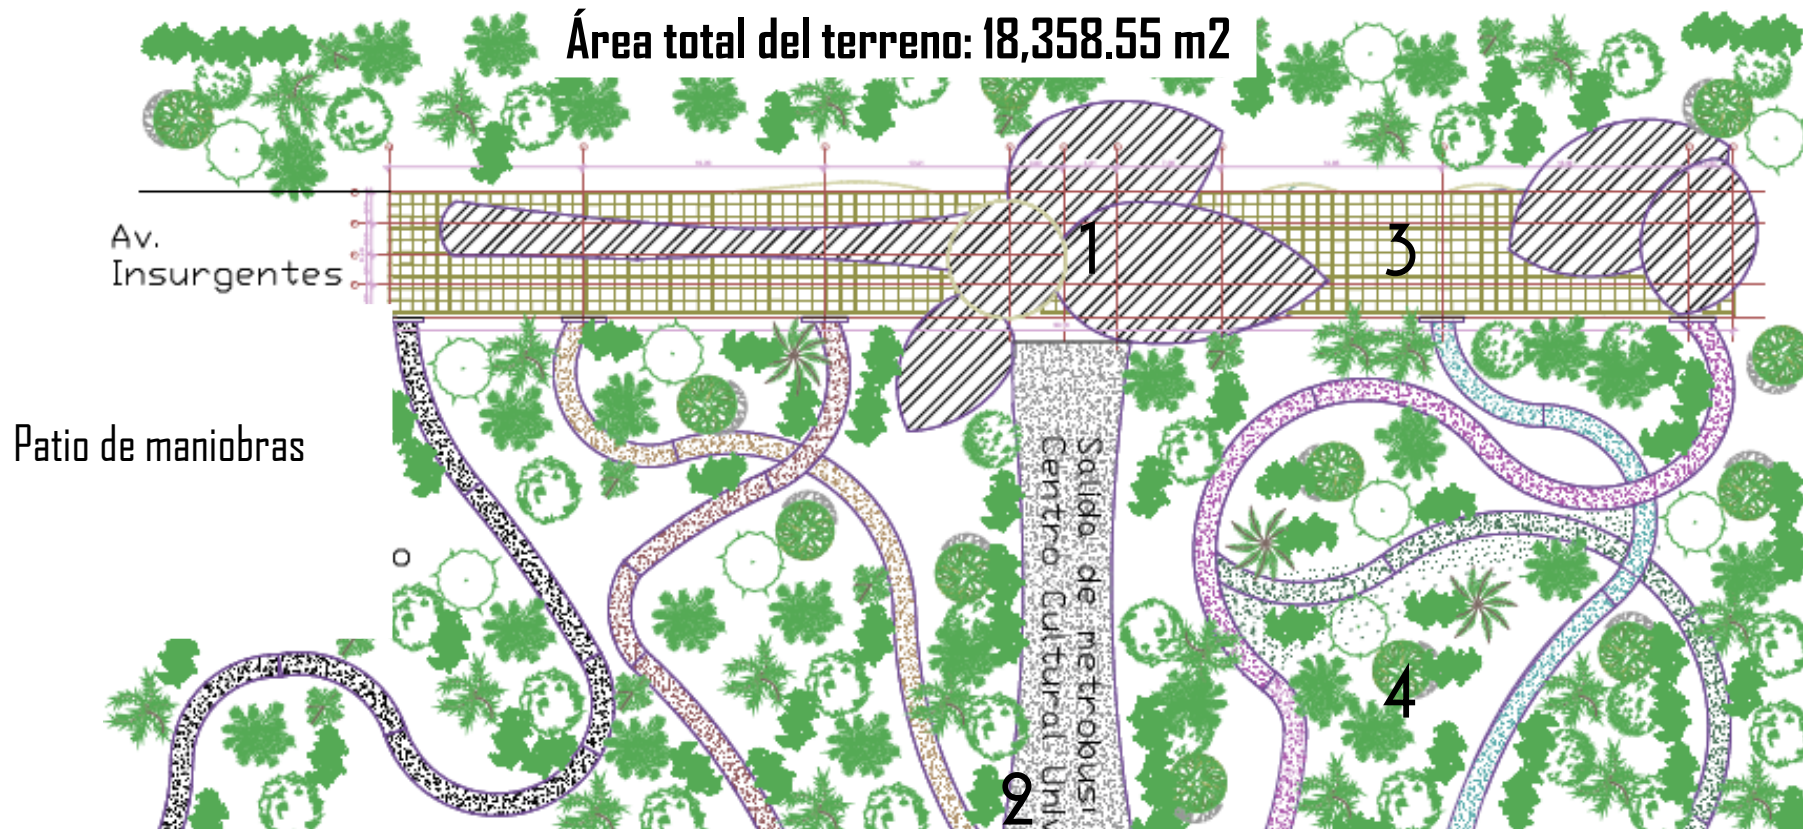 Área total del terreno: 18,358.55 m2
Av.
Insurgentes
1
3
Patio de maniobras
Salida de metrobus:
Centro Cultural Univ
4
2